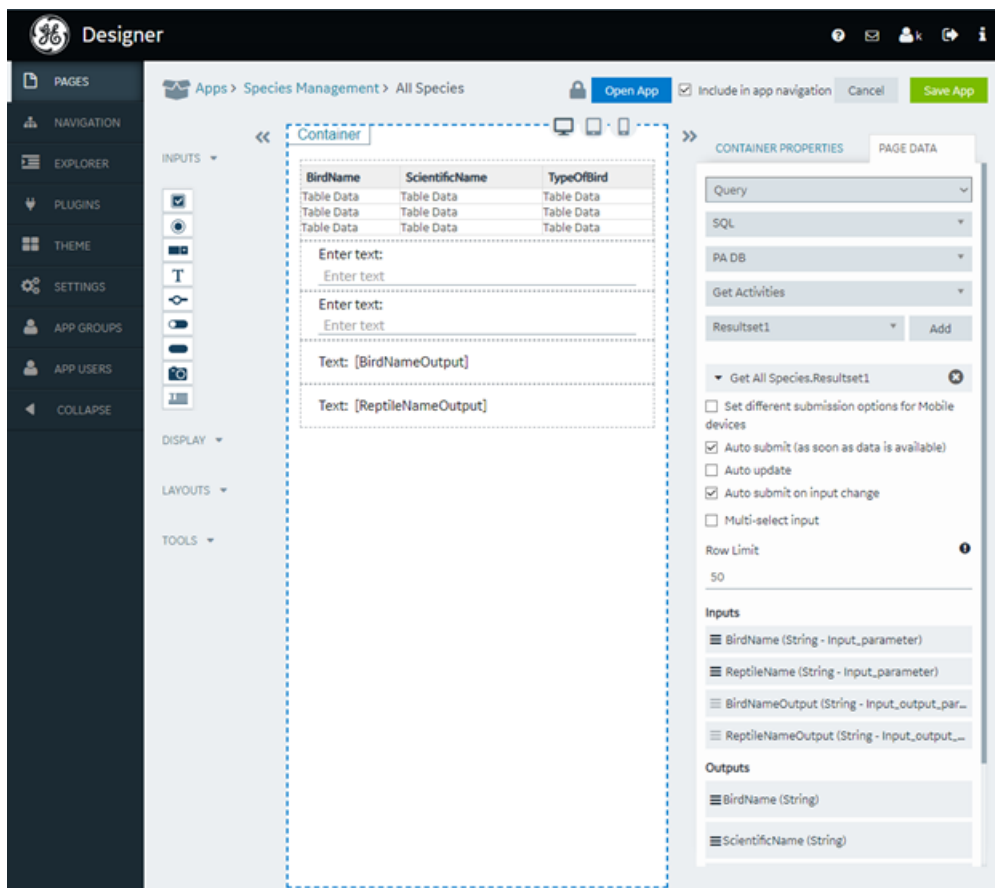 Designer
k
PAGES
NAVIGATION
EXPLORER
PLUGINS
THEME
SETTINGS
APP GROUPS
APP USERS
COLLAPSE
Apps > Species Management > All Species
Open App
Include in app navigation
Cancel
Save App
INPUTS
DISPLAY
LAYOUTS
TOOLS
Container
BirdName ScientificName TypeOfBird
Table Data Table Data Table Data
Table Data Table Data Table Data
Table Data Table Data Table Data
Enter text:
Enter text
Enter text:
Enter text
Text: [BirdNameOutput]
Text: [ReptileNameOutput]
CONTAINER PROPERTIES
PAGE DATA
Query
SQL
PA DB
Get Activities
Resultset1
Add
Get All Species.Resultset1
Set different submission options for Mobile
devices
Auto submit (as soon as data is available)
Auto update
Auto submit on input change
Multi-select input
Row Limit
50
Inputs
BirdName (String - Input_parameter)
ReptileName (String - Input_parameter)
BirdNameOutput (String - Input_output_par...
ReptileNameOutput (String - Input_output_...
Outputs
BirdName (String)
ScientificName (String)